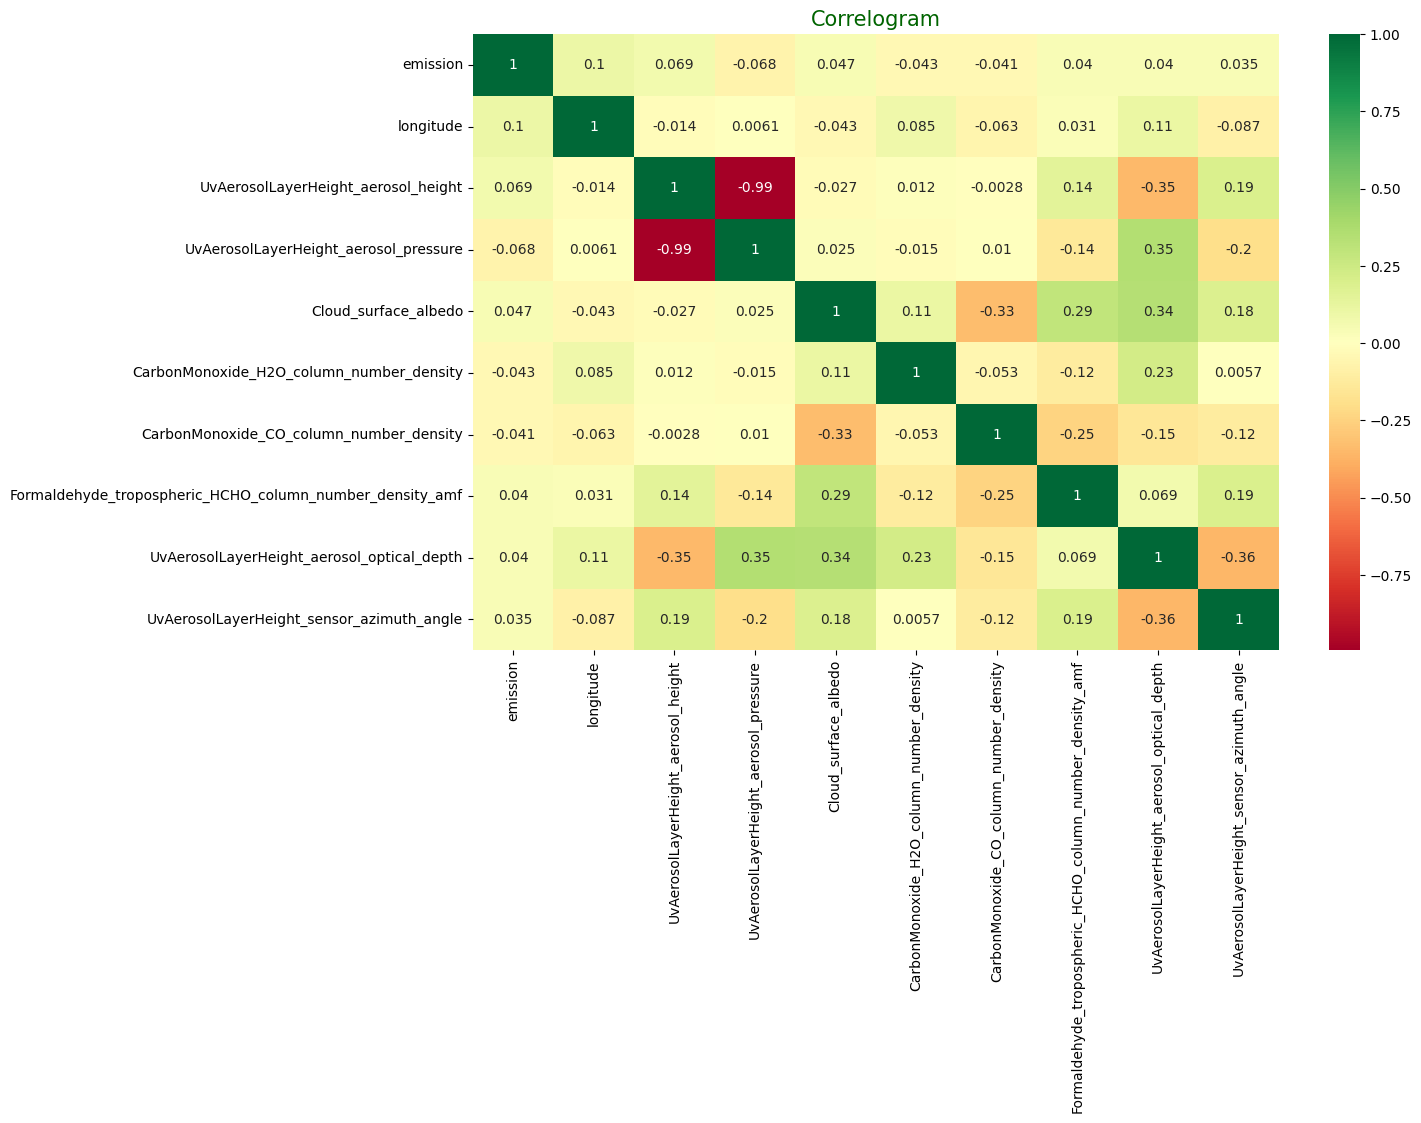 Correlogram
emission 1 0.1 0.069 -0.068 0.047 -0.043 -0.041 0.04 0.04 0.035
longitude 0.1 1 -0.014 0.0061 -0.043 0.085 -0.063 0.031 0.11 -0.087
UvAerosolLayerHeight_aerosol_height 0.069 -0.014 1 -0.99 -0.027 0.012 -0.0028 0.14 -0.35 0.19
UvAerosolLayerHeight_aerosol_pressure -0.068 0.0061 -0.99 1 0.025 -0.015 0.01 -0.14 0.35 -0.2
Cloud_surface_albedo 0.047 -0.043 -0.027 0.025 1 0.11 -0.33 0.29 0.34 0.18
CarbonMonoxide_H2O_column_number_density -0.043 0.085 0.012 -0.015 0.11 1 -0.053 -0.12 0.23 0.0057
CarbonMonoxide_CO_column_number_density -0.041 -0.063 -0.0028 0.01 -0.33 -0.053 1 -0.25 -0.15 -0.12
Formaldehyde_tropospheric_HCHO_column_number_density_amf 0.04 0.031 0.14 -0.14 0.29 -0.12 -0.25 1 0.069 0.19
UvAerosolLayerHeight_aerosol_optical_depth 0.04 0.11 -0.35 0.35 0.34 0.23 -0.15 0.069 1 -0.36
UvAerosolLayerHeight_sensor_azimuth_angle 0.035 -0.087 0.19 -0.2 0.18 0.0057 -0.12 0.19 -0.36 1
emission
longitude
UvAerosolLayerHeight_aerosol_height
UvAerosolLayerHeight_aerosol_pressure
Cloud_surface_albedo
CarbonMonoxide_H2O_column_number_density
CarbonMonoxide_CO_column_number_density
Formaldehyde_tropospheric_HCHO_column_number_density_amf
UvAerosolLayerHeight_aerosol_optical_depth
UvAerosolLayerHeight_sensor_azimuth_angle
1.00
0.75
0.50
0.25
0.00
−0.25
−0.50
−0.75